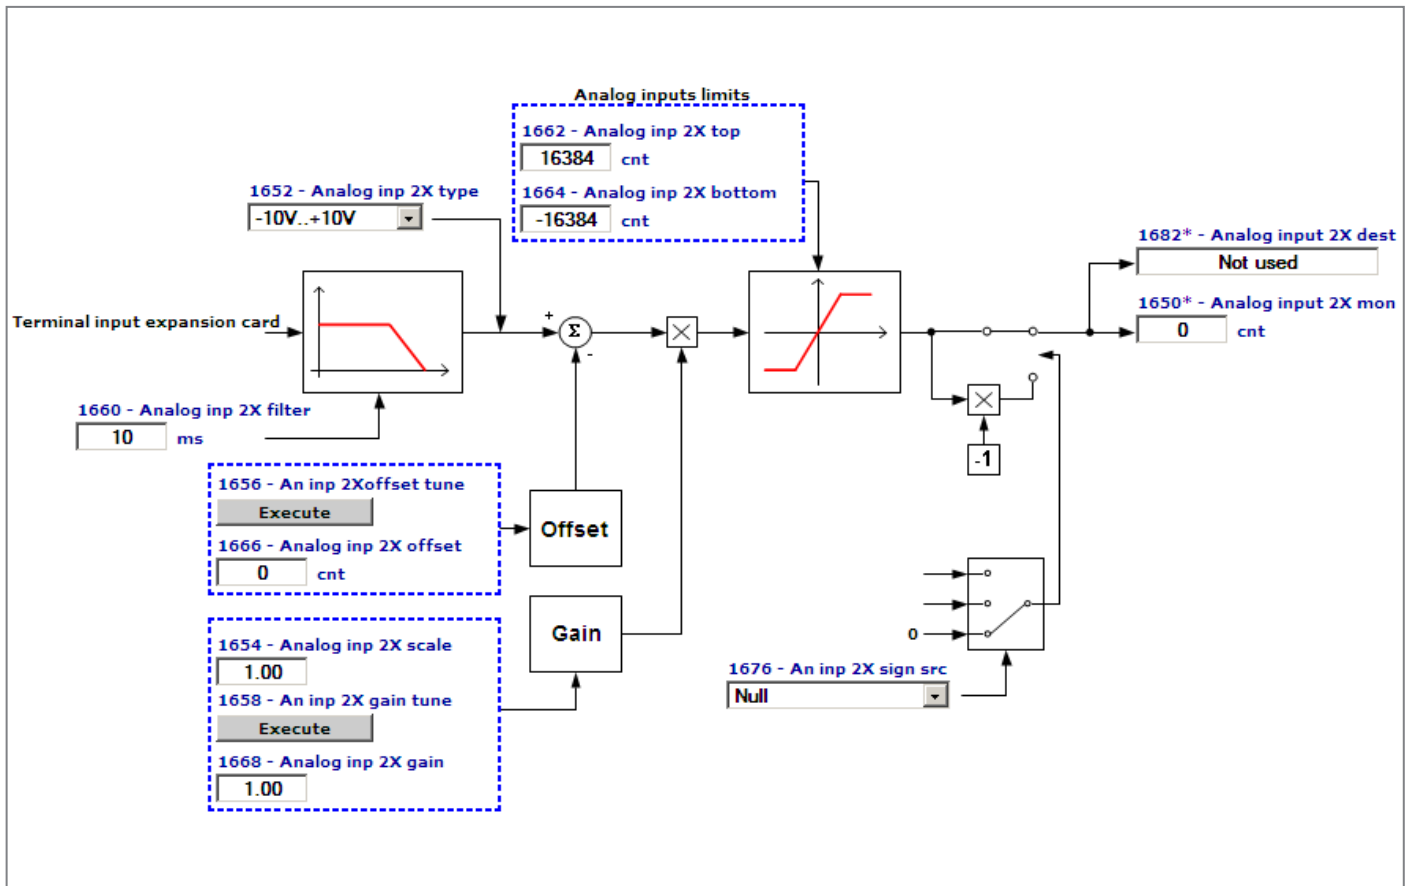 Analog inputs limits
1662 - Analog inp 2X top
16384 cnt
1652 - Analog inp 2X type
-10V..+10V
1664 - Analog inp 2X bottom
-16384 cnt
1682* - Analog input 2X dest
Not used
1650* - Analog input 2X mon
0 cnt
Terminal input expansion card
+
Σ
-
1660 - Analog inp 2X filter
10 ms
-1
1656 - An inp 2Xoffset tune
Execute
Offset
1666 - Analog inp 2X offset
0 cnt
Gain
0
1654 - Analog inp 2X scale
1.00
1676 - An inp 2X sign src
Null
1658 - An inp 2X gain tune
Execute
1668 - Analog inp 2X gain
1.00